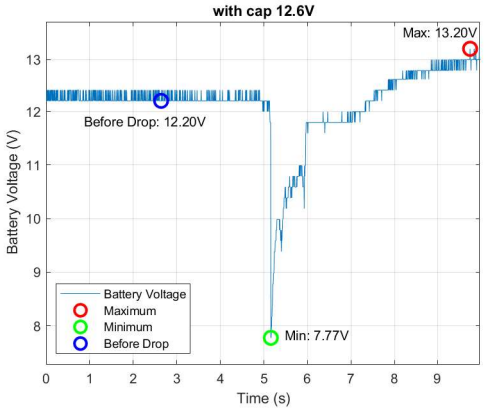 with cap 12.6V
Max: 13.20V
13
12
Before Drop: 12.20V
11
10
9
8
Battery Voltage (V)
Battery Voltage
Maximum
Minimum
Before Drop
Min: 7.77V
0 1 2 3 4 5 6 7 8 9
Time (s)